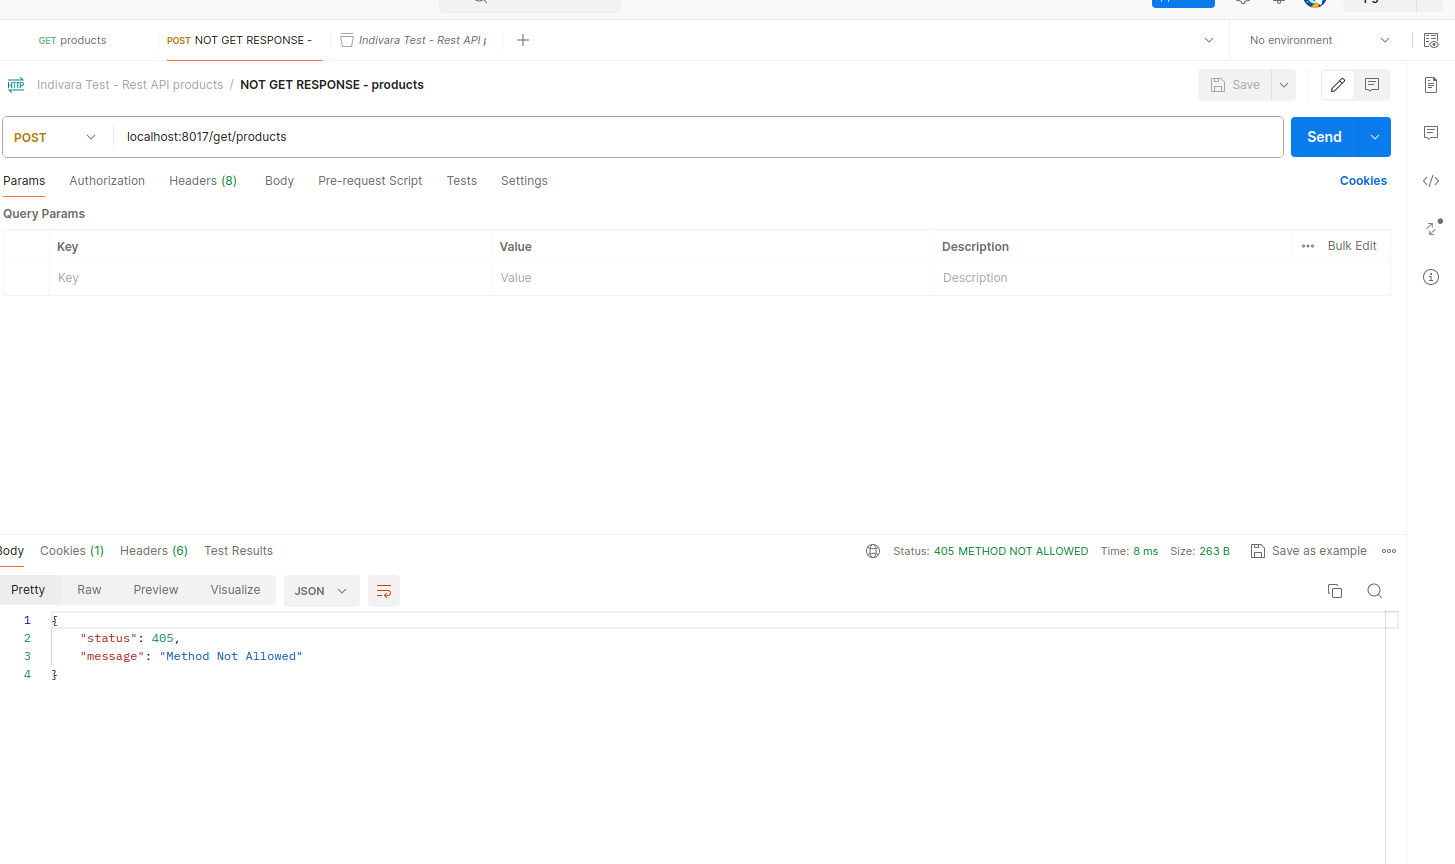 GET products
POST NOT GET RESPONSE -
Indivara Test - Rest API
No environment
HTTP
Indivara Test - Rest API products / NOT GET RESPONSE - products
Save
POST
localhost:8017/get/products
Send
Params Authorization Headers (8) Body Pre-request Script Tests Settings
Cookies
Query Params
Key Value Description
Bulk Edit
Key Value Description
Body Cookies (1) Headers (6) Test Results
Status: 405 METHOD NOT ALLOWED Time: 8 ms Size: 263 B Save as example
Pretty Raw Preview Visualize JSON
1 {
2 "status": 405,
3 "message": "Method Not Allowed"
4 }